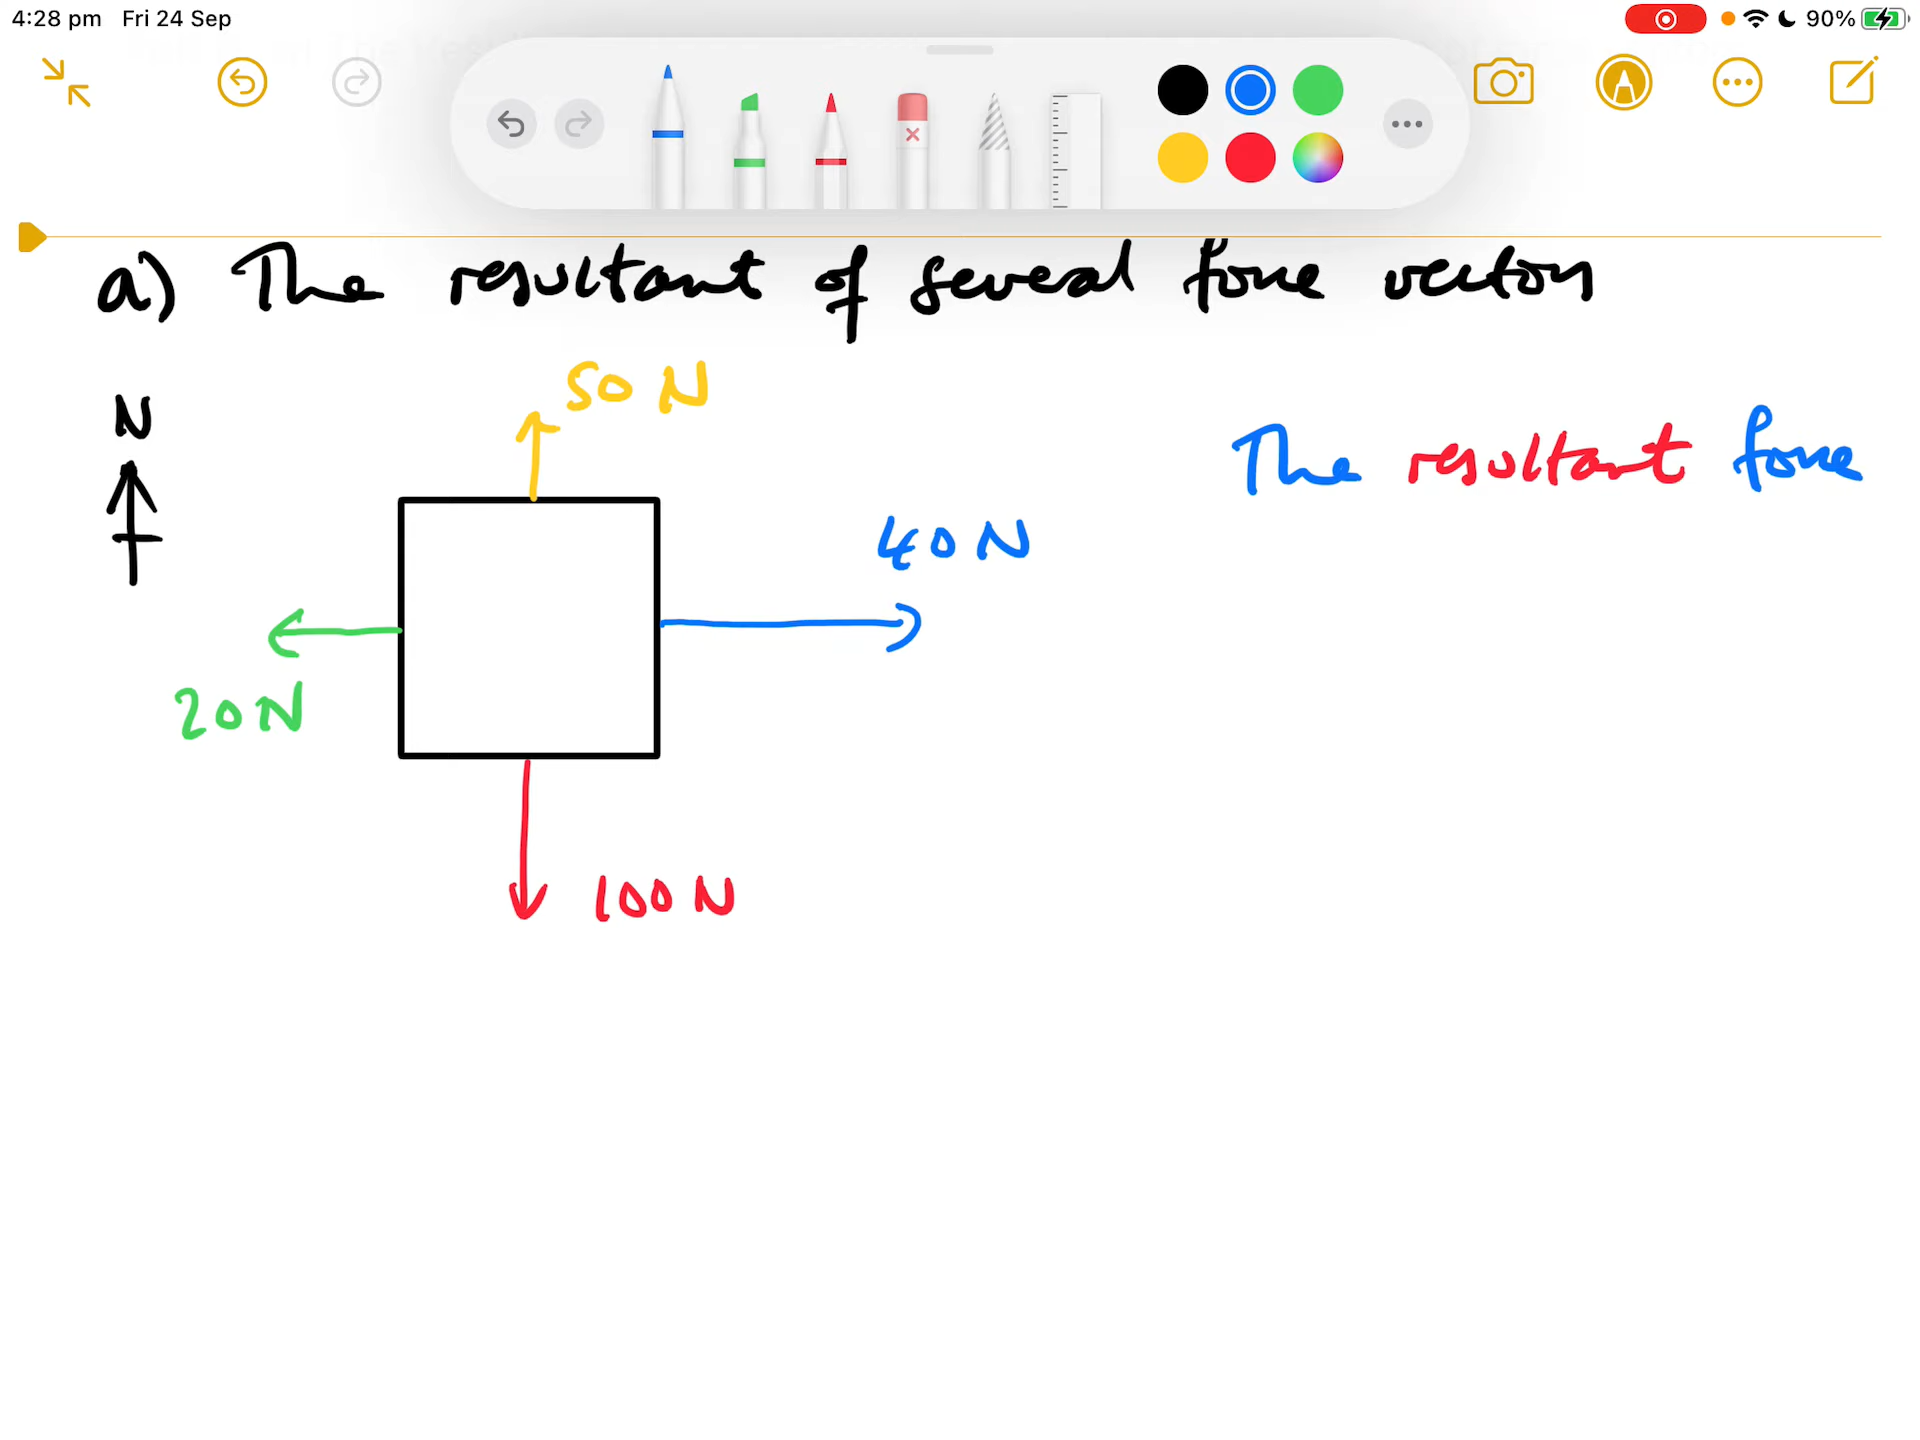 4:28 pm Fri 24 Sep
90%
a) The resultant of several force vectors
50 N
N
The resultant force
40 N
20 N
100 N